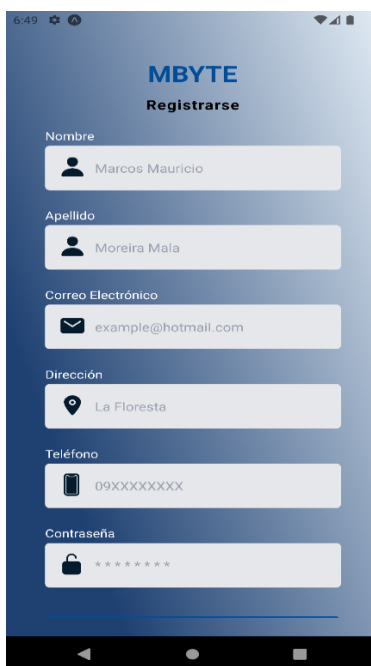 6:49
MBYTE
Registrarse
Nombre
Marcos Mauricio
Apellido
Moreira Mala
Correo Electrónico
example@hotmail.com
Dirección
La Floresta
Teléfono
09XXXXXXXX
Contraseña
* * * * * * * *